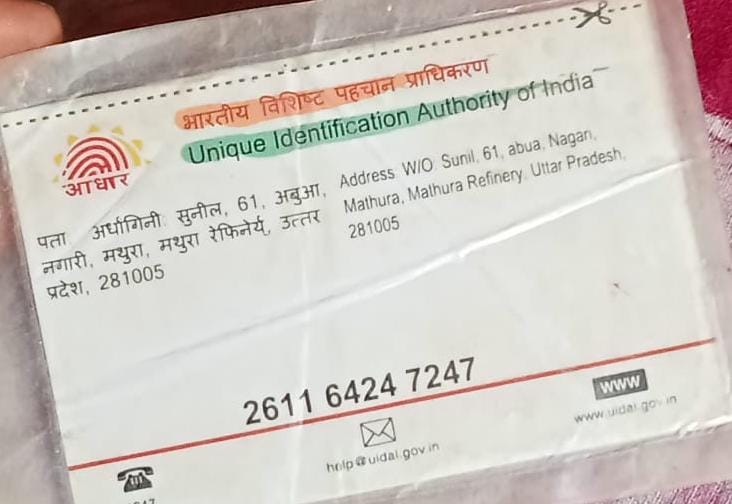 भारतीय विशिष्ट पहचान प्राधिकरण
Unique Identification Authority of India
आधार
पता अर्धांगिनी: सुनील, 61, अबुआ,
नगारी, मथुरा, मथुरा रेफिनेर्य, उत्तर
प्रदेश, 281005
Address W/O Sunil, 61, abua, Nagari,
Mathura, Mathura Refinery, Uttar Pradesh,
281005
2611 6424 7247
help@uidai.gov.in
www
www.uidai.gov.in